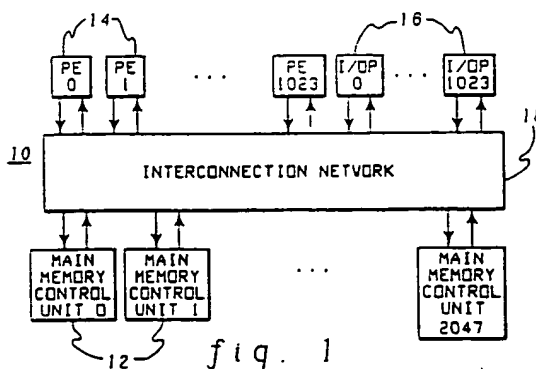 14
16
PE 0
PE 1
...
PE 1023
I/OP 0
...
I/OP 1023
10
INTERCONNECTION NETWORK
MAIN MEMORY CONTROL UNIT 0
MAIN MEMORY CONTROL UNIT 1
...
MAIN MEMORY CONTROL UNIT 2047
12
fig. 1